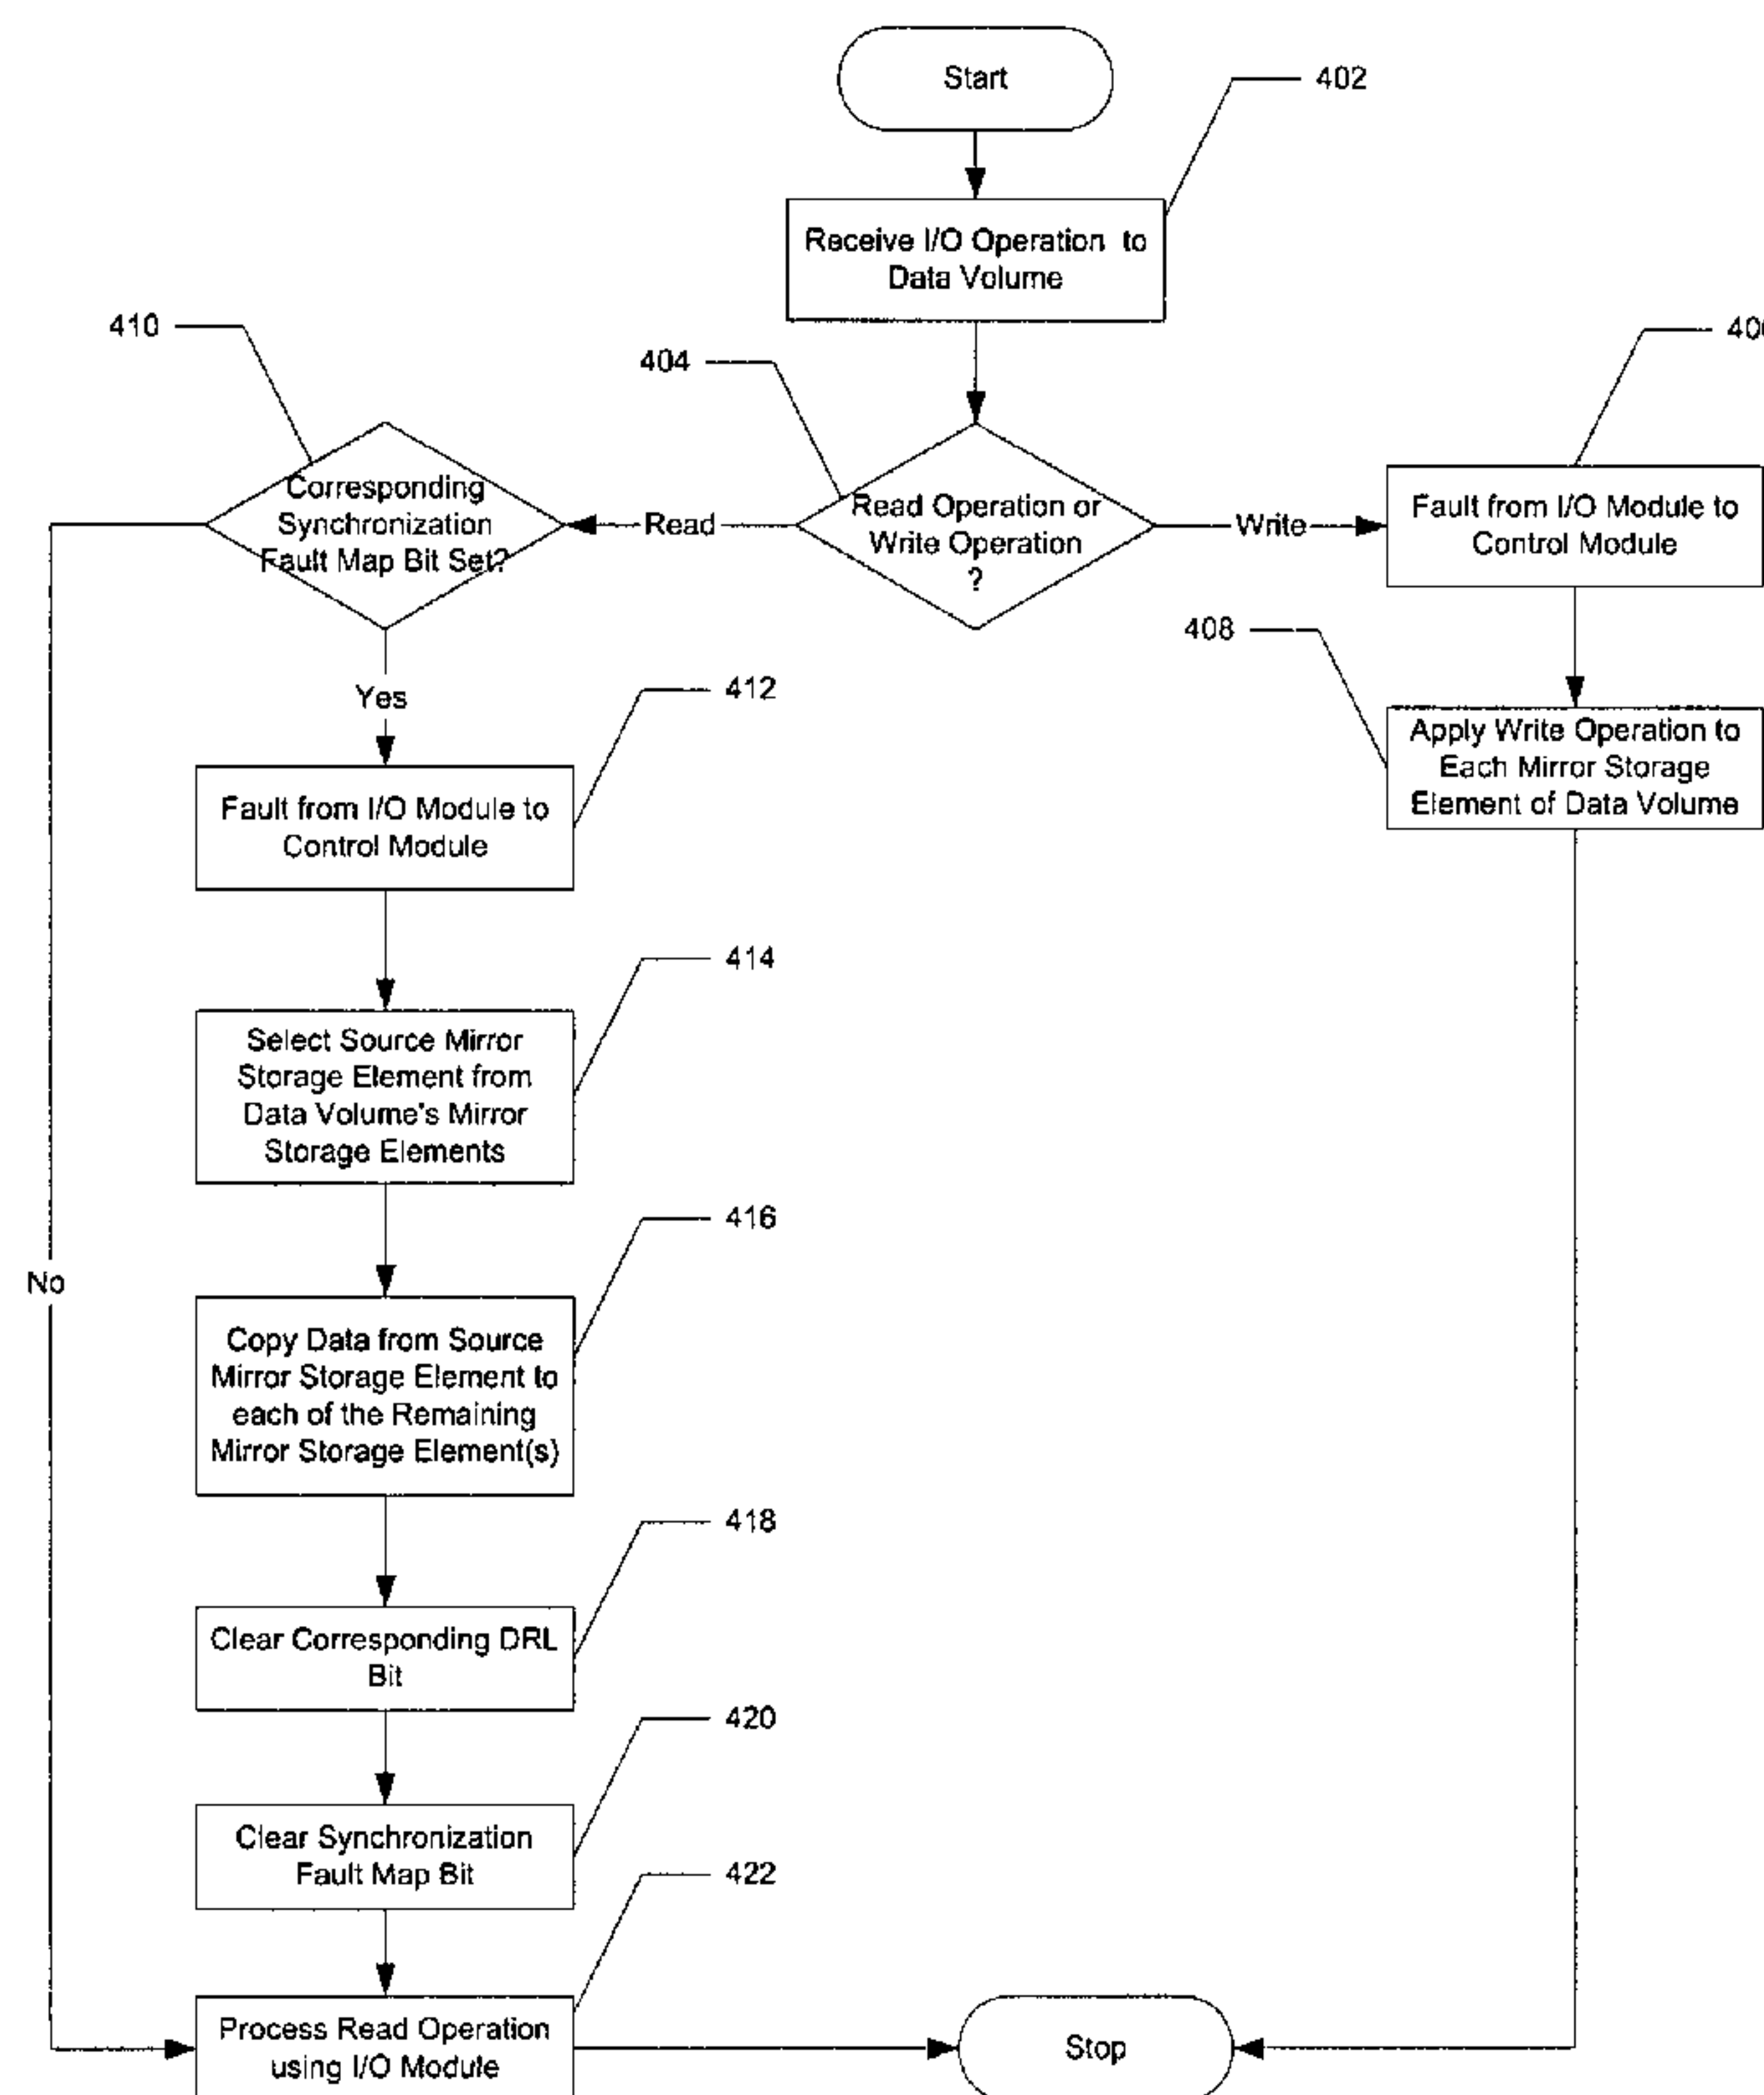 Start
402
Receive I/O Operation to
Data Volume
410
404
Corresponding
Synchronization
Fault Map Bit Set?
Read
Read Operation or
Write Operation
?
Write
Fault from I/O Module to
Control Module
408
Apply Write Operation to
Each Mirror Storage
Element of Data Volume
Yes
412
Fault from I/O Module to
Control Module
414
Select Source Mirror
Storage Element from
Data Volume's Mirror
Storage Elements
416
No
Copy Data from Source
Mirror Storage Element to
each of the Remaining
Mirror Storage Element(s)
418
Clear Corresponding DRL
Bit
420
Clear Synchronization
Fault Map Bit
422
Process Read Operation
using I/O Module
Stop